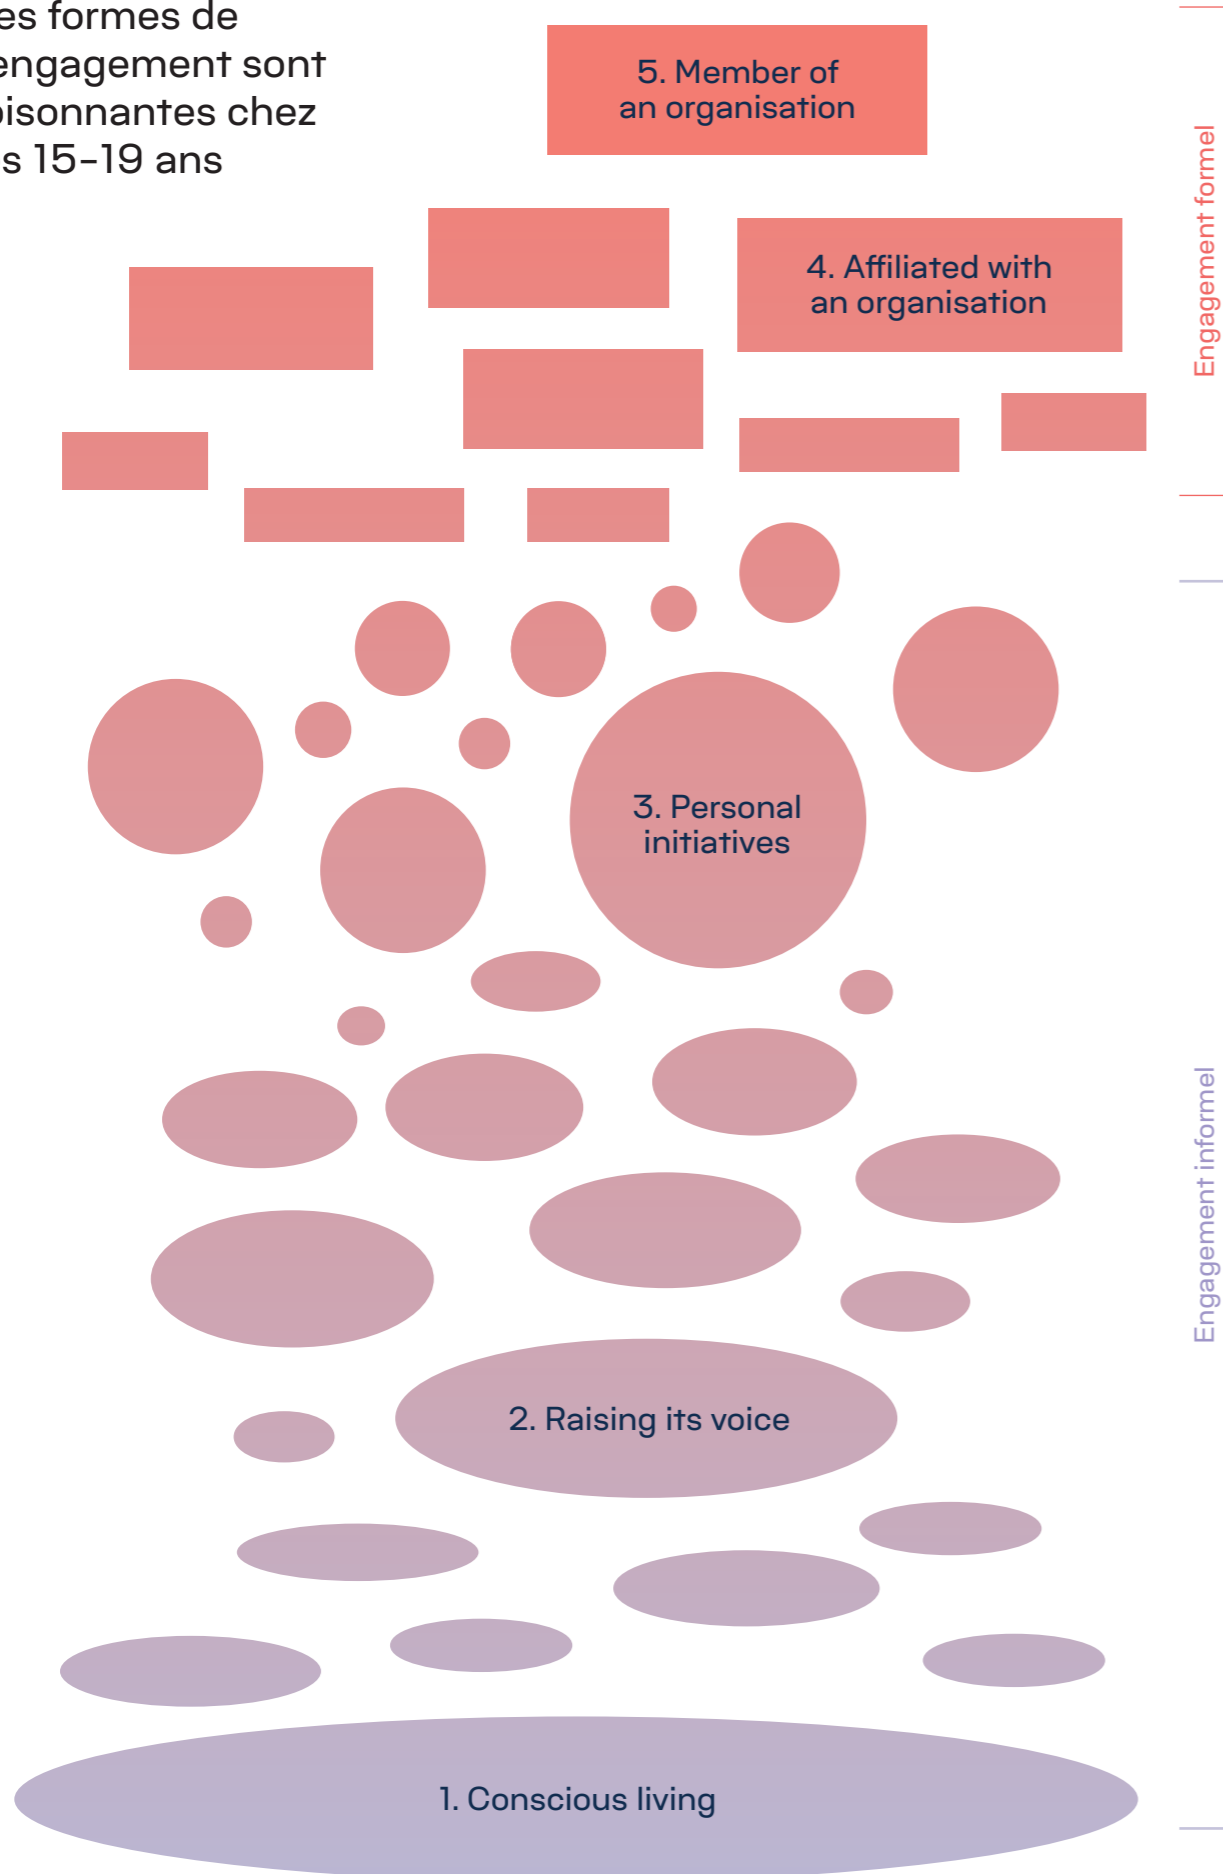 es formes de
engagement sont
oisonnantes chez
s 15-19 ans
5. Member of
an organisation
4. Affiliated with
an organisation
Engagement formel
3. Personal
initiatives
Engagement informel
2. Raising its voice
1. Conscious living